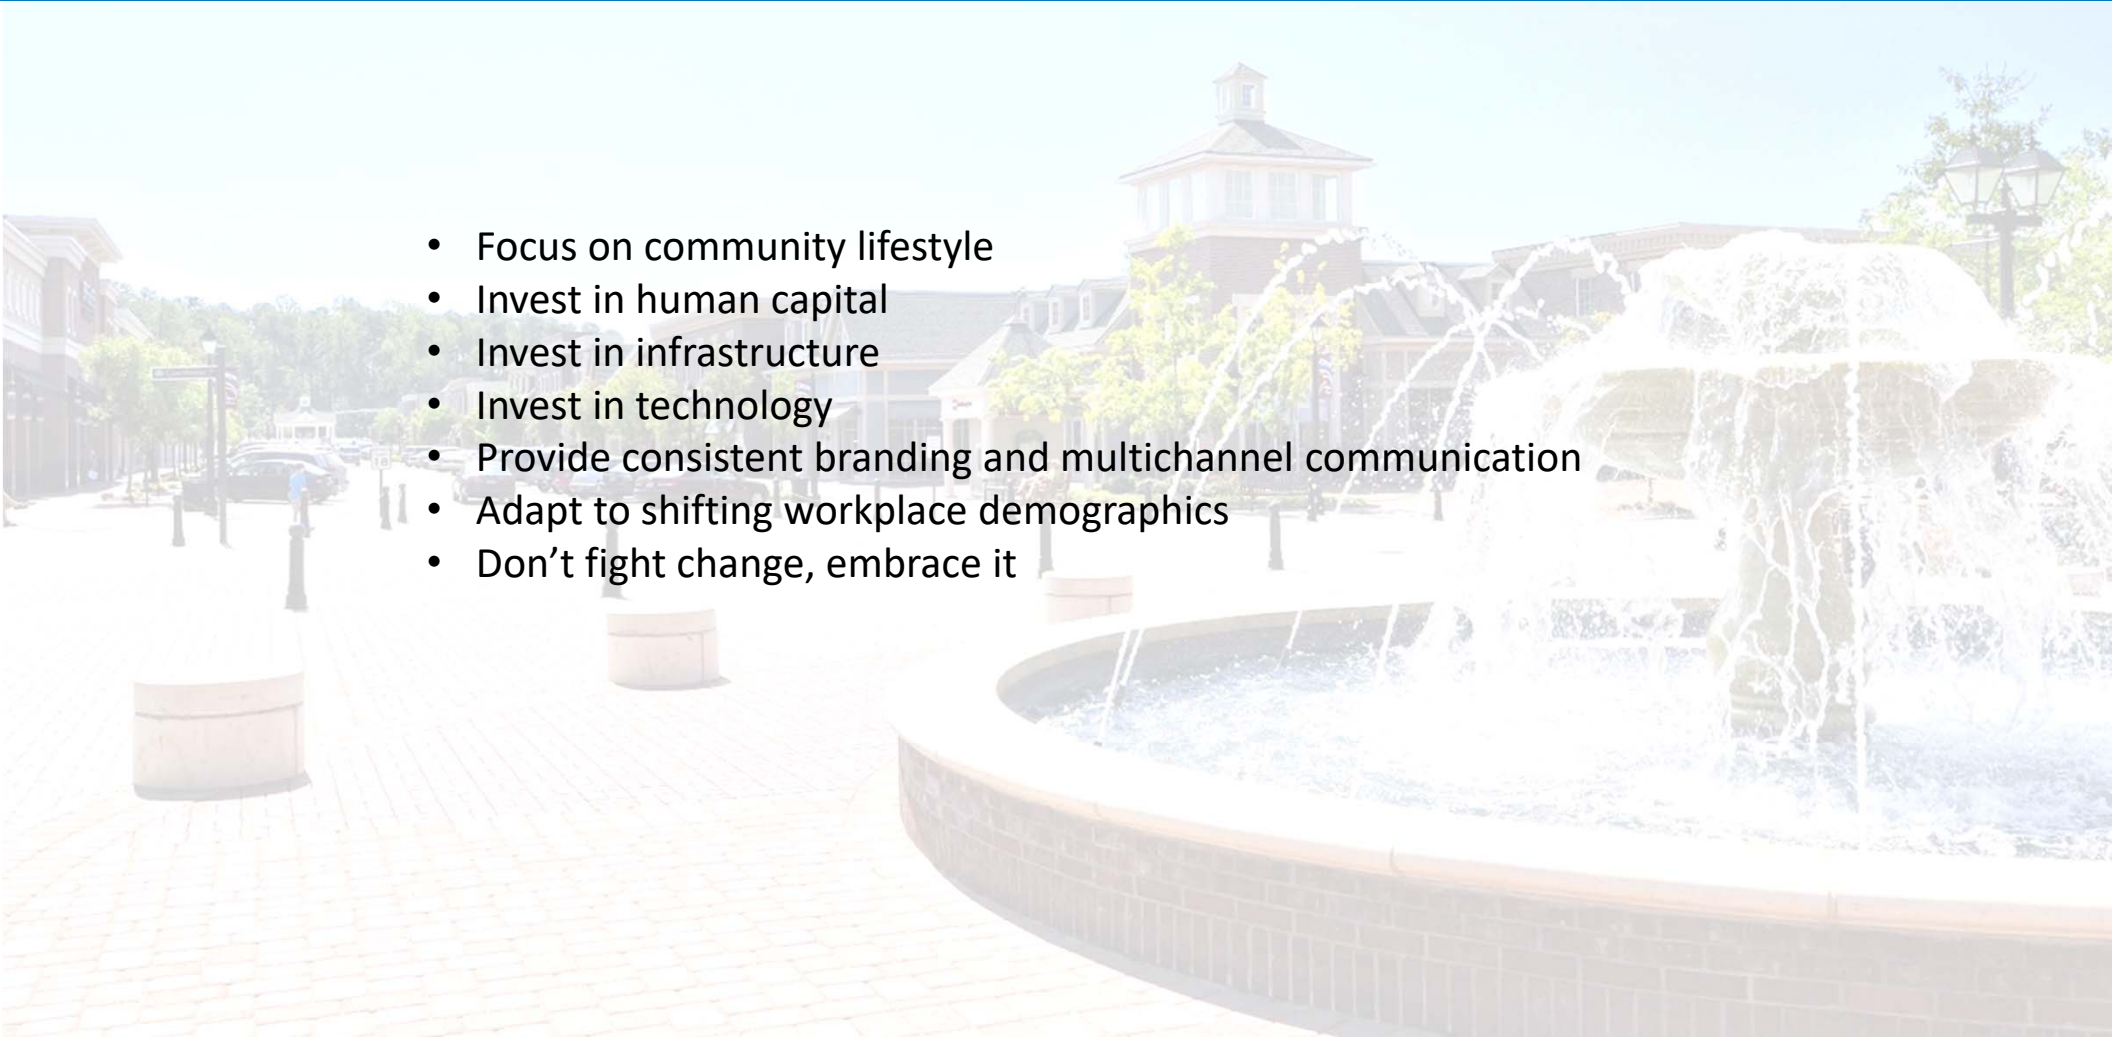 • Focus on community lifestyle
• Invest in human capital
• Invest in infrastructure
• Invest in technology
• Provide consistent branding and multichannel communication
• Adapt to shifting workplace demographics
• Don’t fight change, embrace it